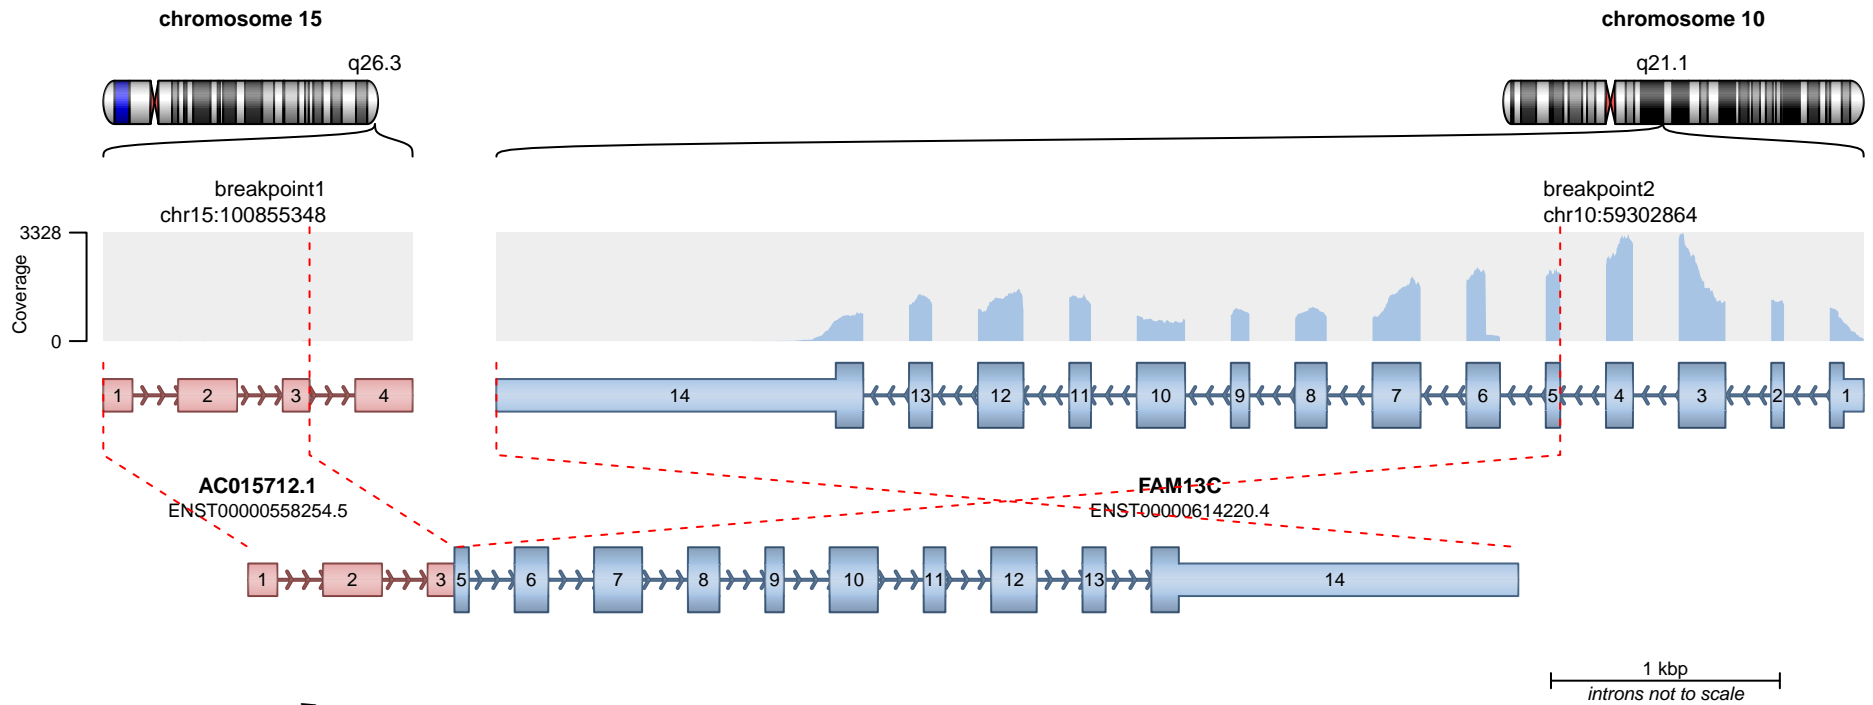 chromosome 15
chromosome 10
q26.3
q21.1
breakpoint1
chr15:100855348
breakpoint2
chr10:59302864
3328
Coverage
0
1 2 3 4
14 13 12 11 10 9 8 7 6 5 4 3 2 1
AC015712.1
ENST00000558254.5
FAM13C
ENST00000614220.4
1 2 3 5 6 7 8 9 10 11 12 13 14
1 kbp
introns not to scale